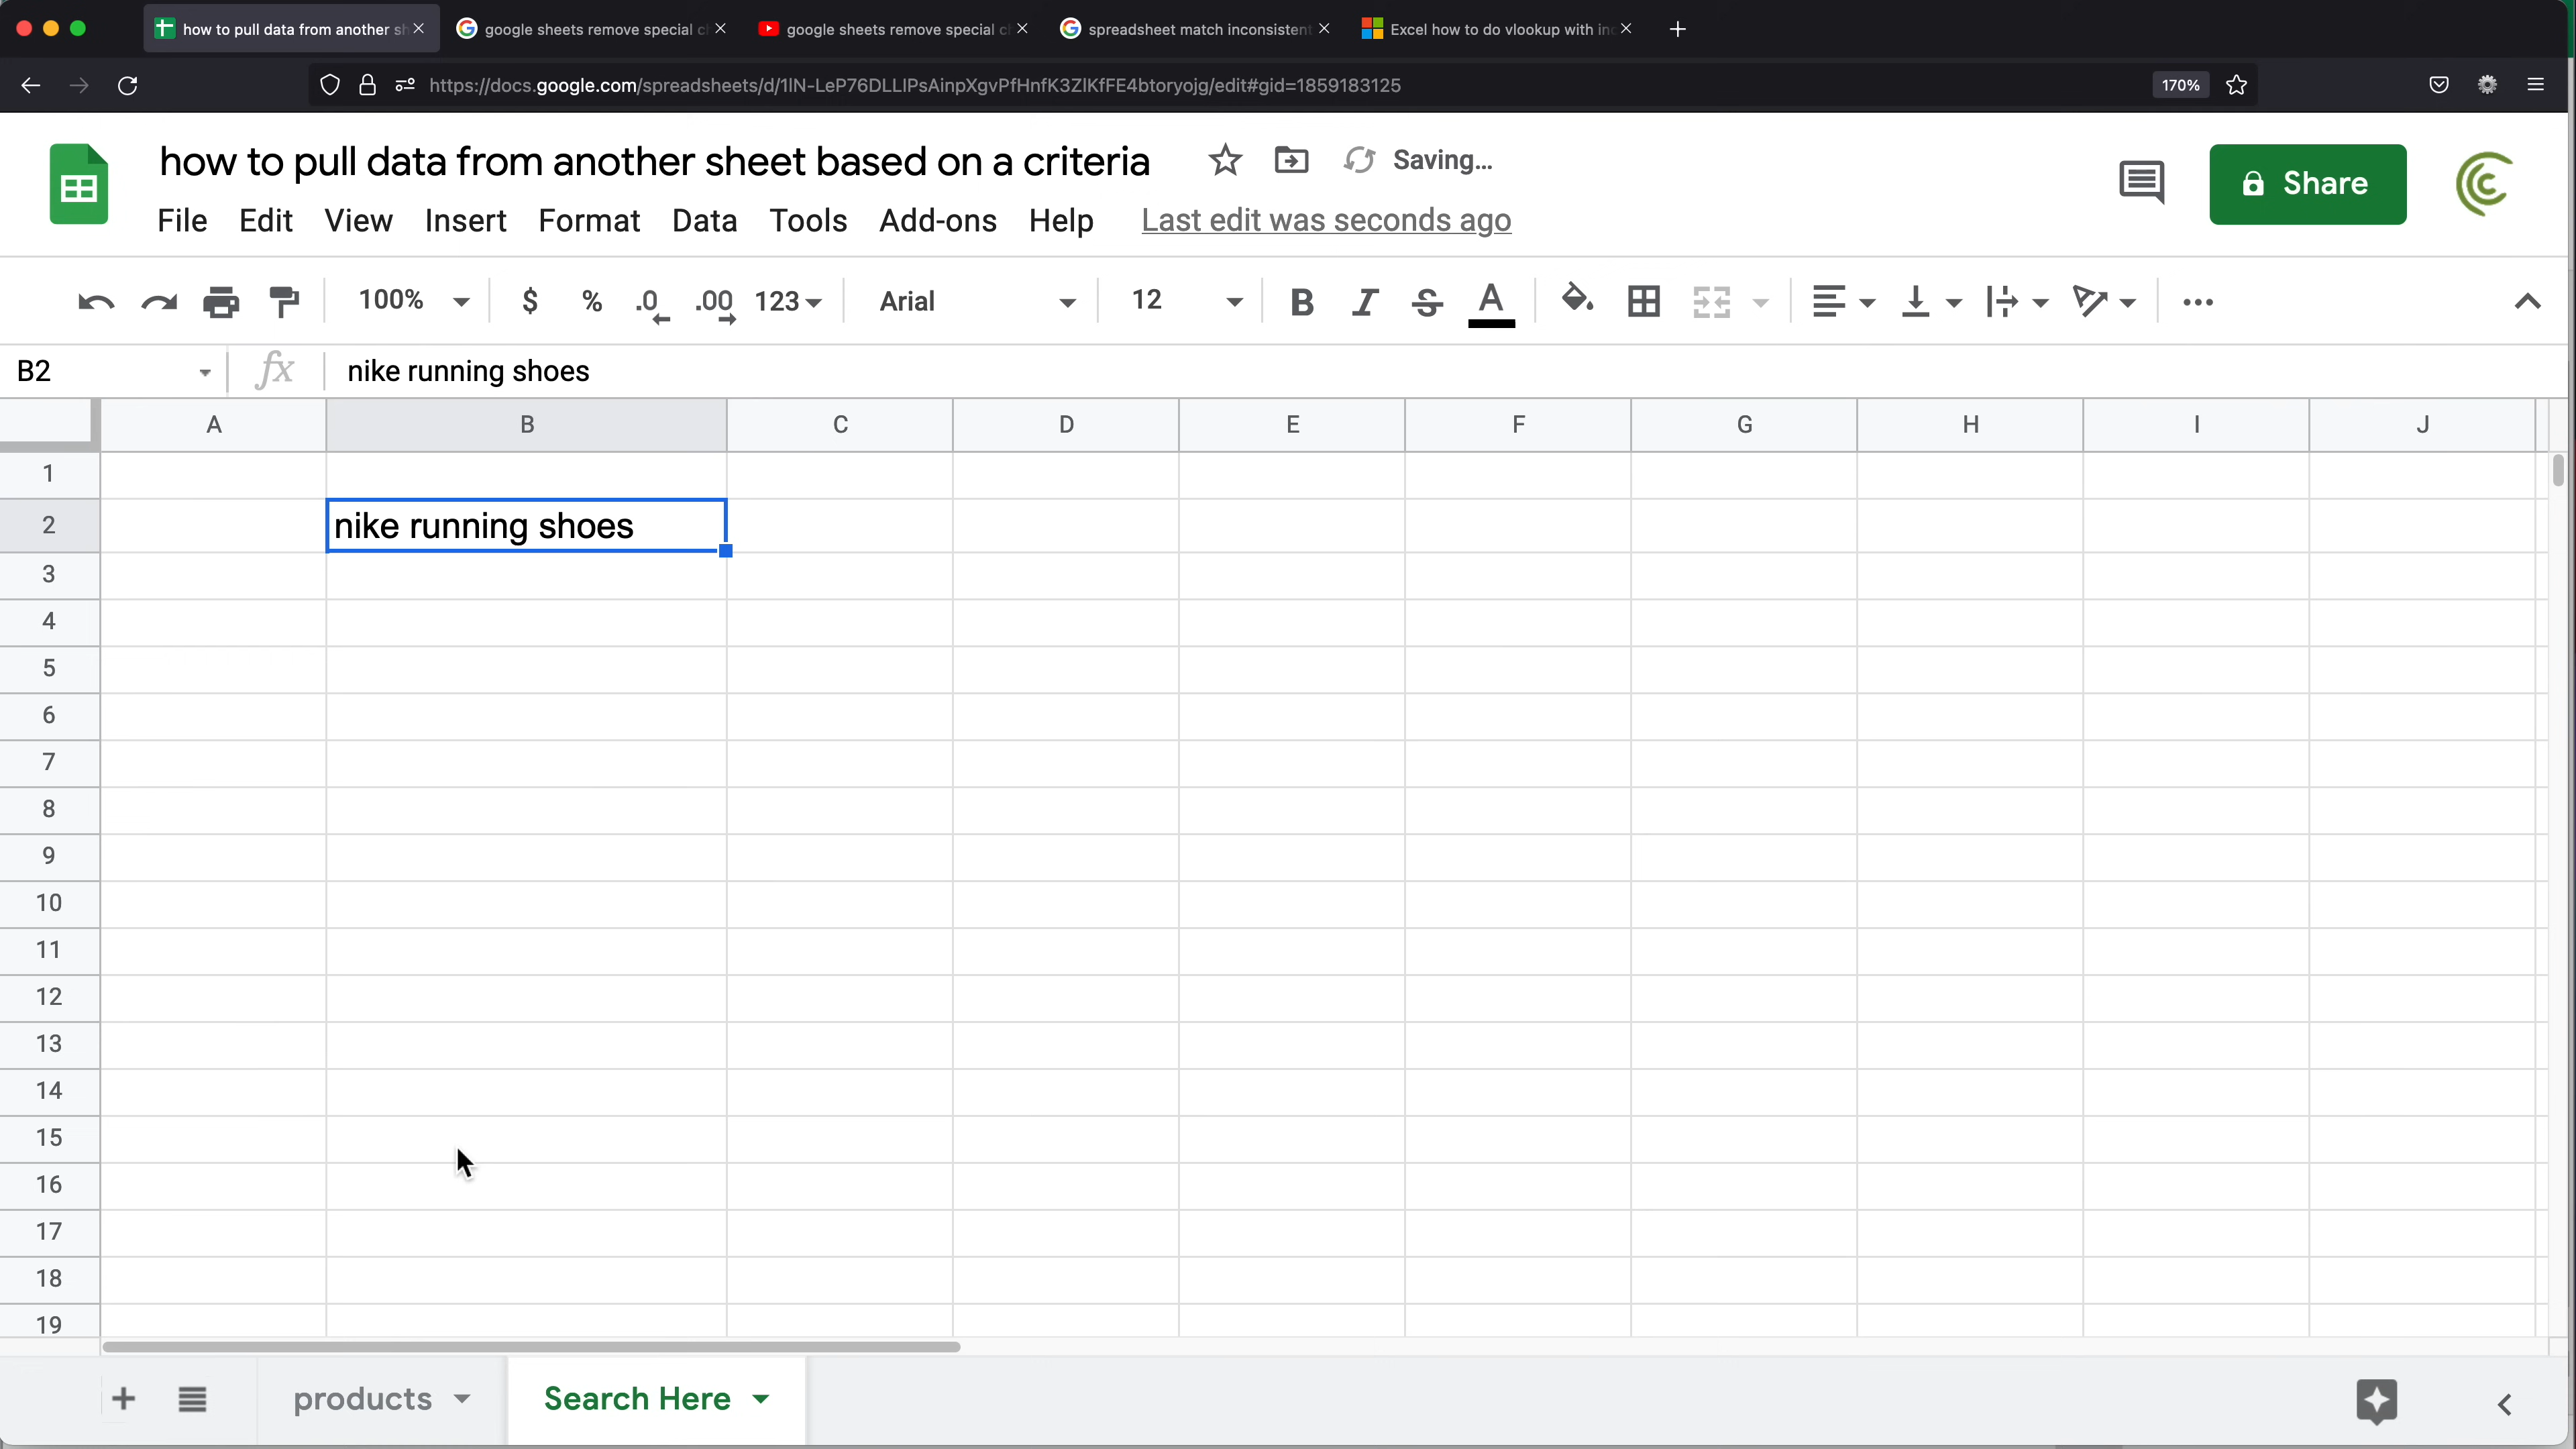 how to pull data from another sh
google sheets remove special c
google sheets remove special c
spreadsheet match inconsistent
Excel how to do vlookup with in
https://docs.google.com/spreadsheets/d/1lN-LeP76DLLlPsAinpXgvPfHnfK3ZlKfFE4btoryojg/edit#gid=1859183125
170%
how to pull data from another sheet based on a criteria
Saving...
Share
File Edit View Insert Format Data Tools Add-ons Help Last edit was seconds ago
100% $ % .0 .00 123 Arial 12 B I S A
B2 fx nike running shoes
A B C D E F G H I J
1
2 nike running shoes
3
4
5
6
7
8
9
10
11
12
13
14
15
16
17
18
19
products Search Here